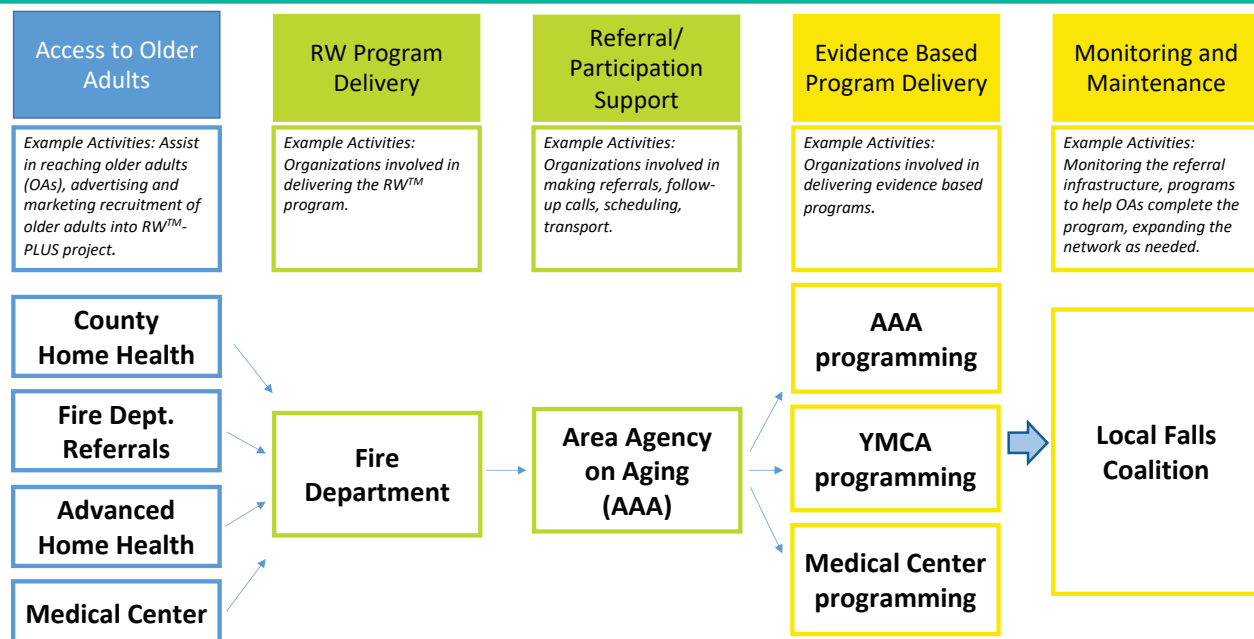 Access to Older
Adults
RW Program
Delivery
Referral/
Participation
Support
Evidence Based
Program Delivery
Monitoring and
Maintenance
Example Activities: Assist
in reaching older adults
(OAs), advertising and
marketing recruitment of
older adults into RW™-
PLUS project.
Example Activities:
Organizations involved in
delivering the RW™
program.
Example Activities:
Organizations involved in
making referrals, follow-
up calls, scheduling,
transport.
Example Activities:
Organizations involved in
delivering evidence based
programs.
Example Activities:
Monitoring the referral
infrastructure, programs
to help OAs complete the
program, expanding the
network as needed.
County
Home Health
Fire Dept.
Referrals
Advanced
Home Health
Medical Center
Fire
Department
Area Agency
on Aging
(AAA)
AAA
programming
YMCA
programming
Medical Center
programming
Local Falls
Coalition